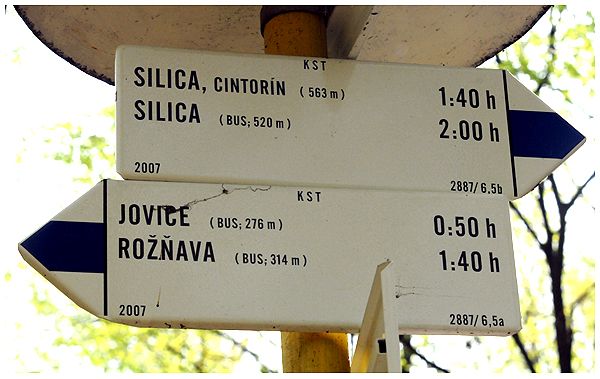 KST
SILICA, CINTORÍN (563 m) 1:40 h
SILICA (BUS; 520 m) 2:00 h
2007 2887/6,5b
KST
JOVICE (BUS; 276 m) 0:50 h
ROŽŇAVA (BUS; 314 m) 1:40 h
2007 2887/6,5a